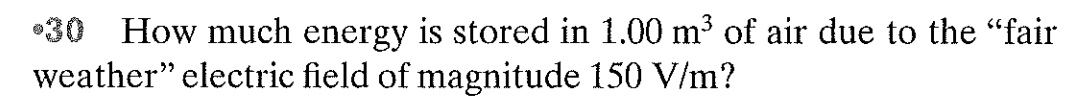 •30 How much energy is stored in 1.00 m³ of air due to the “fair
weather” electric field of magnitude 150 V/m?